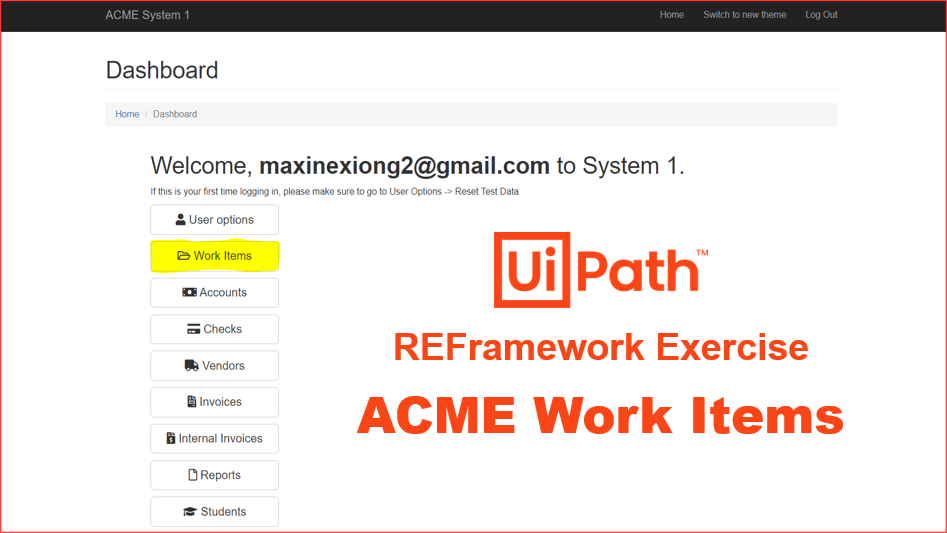 ACME System 1 Home Switch to new theme Log Out
Dashboard
Home / Dashboard
Welcome, maxinexiong2@gmail.com to System 1.
If this is your first time logging in, please make sure to go to User Options -> Reset Test Data
User options
Work Items
Accounts
Checks
Vendors
Invoices
Internal Invoices
Reports
Students
Ui Path™
REFramework Exercise
ACME Work Items